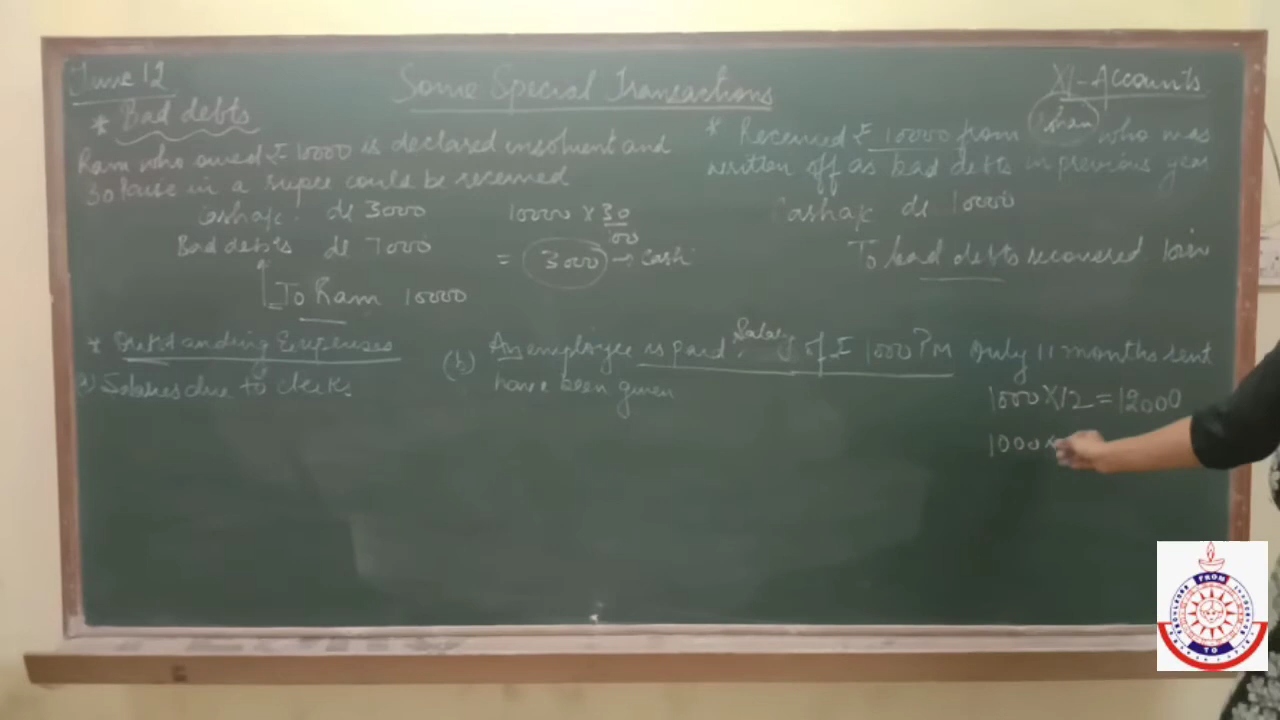 June 12
Some Special Transactions
XI-Accounts
* Bad debts
Ram who owed ₹ 10000 is declared insolvent and
30 Paise in a rupee could be received
Cash a/c dr 3000
Bad debts dr 7000
To Ram 10000
10000 × 30
100
= 3000 → Cash
* Received ₹ 10000 from who was
written off as bad debts in previous year
Cash a/c dr 10000
To bad debts recovered
* Outstanding Expenses
a) Salaries due to clerk
(b) An employee is paid Salary of ₹ 1000 PM Only 11 months
have been given
1000 × 12 = 12000
1000 ×
FROM
TO